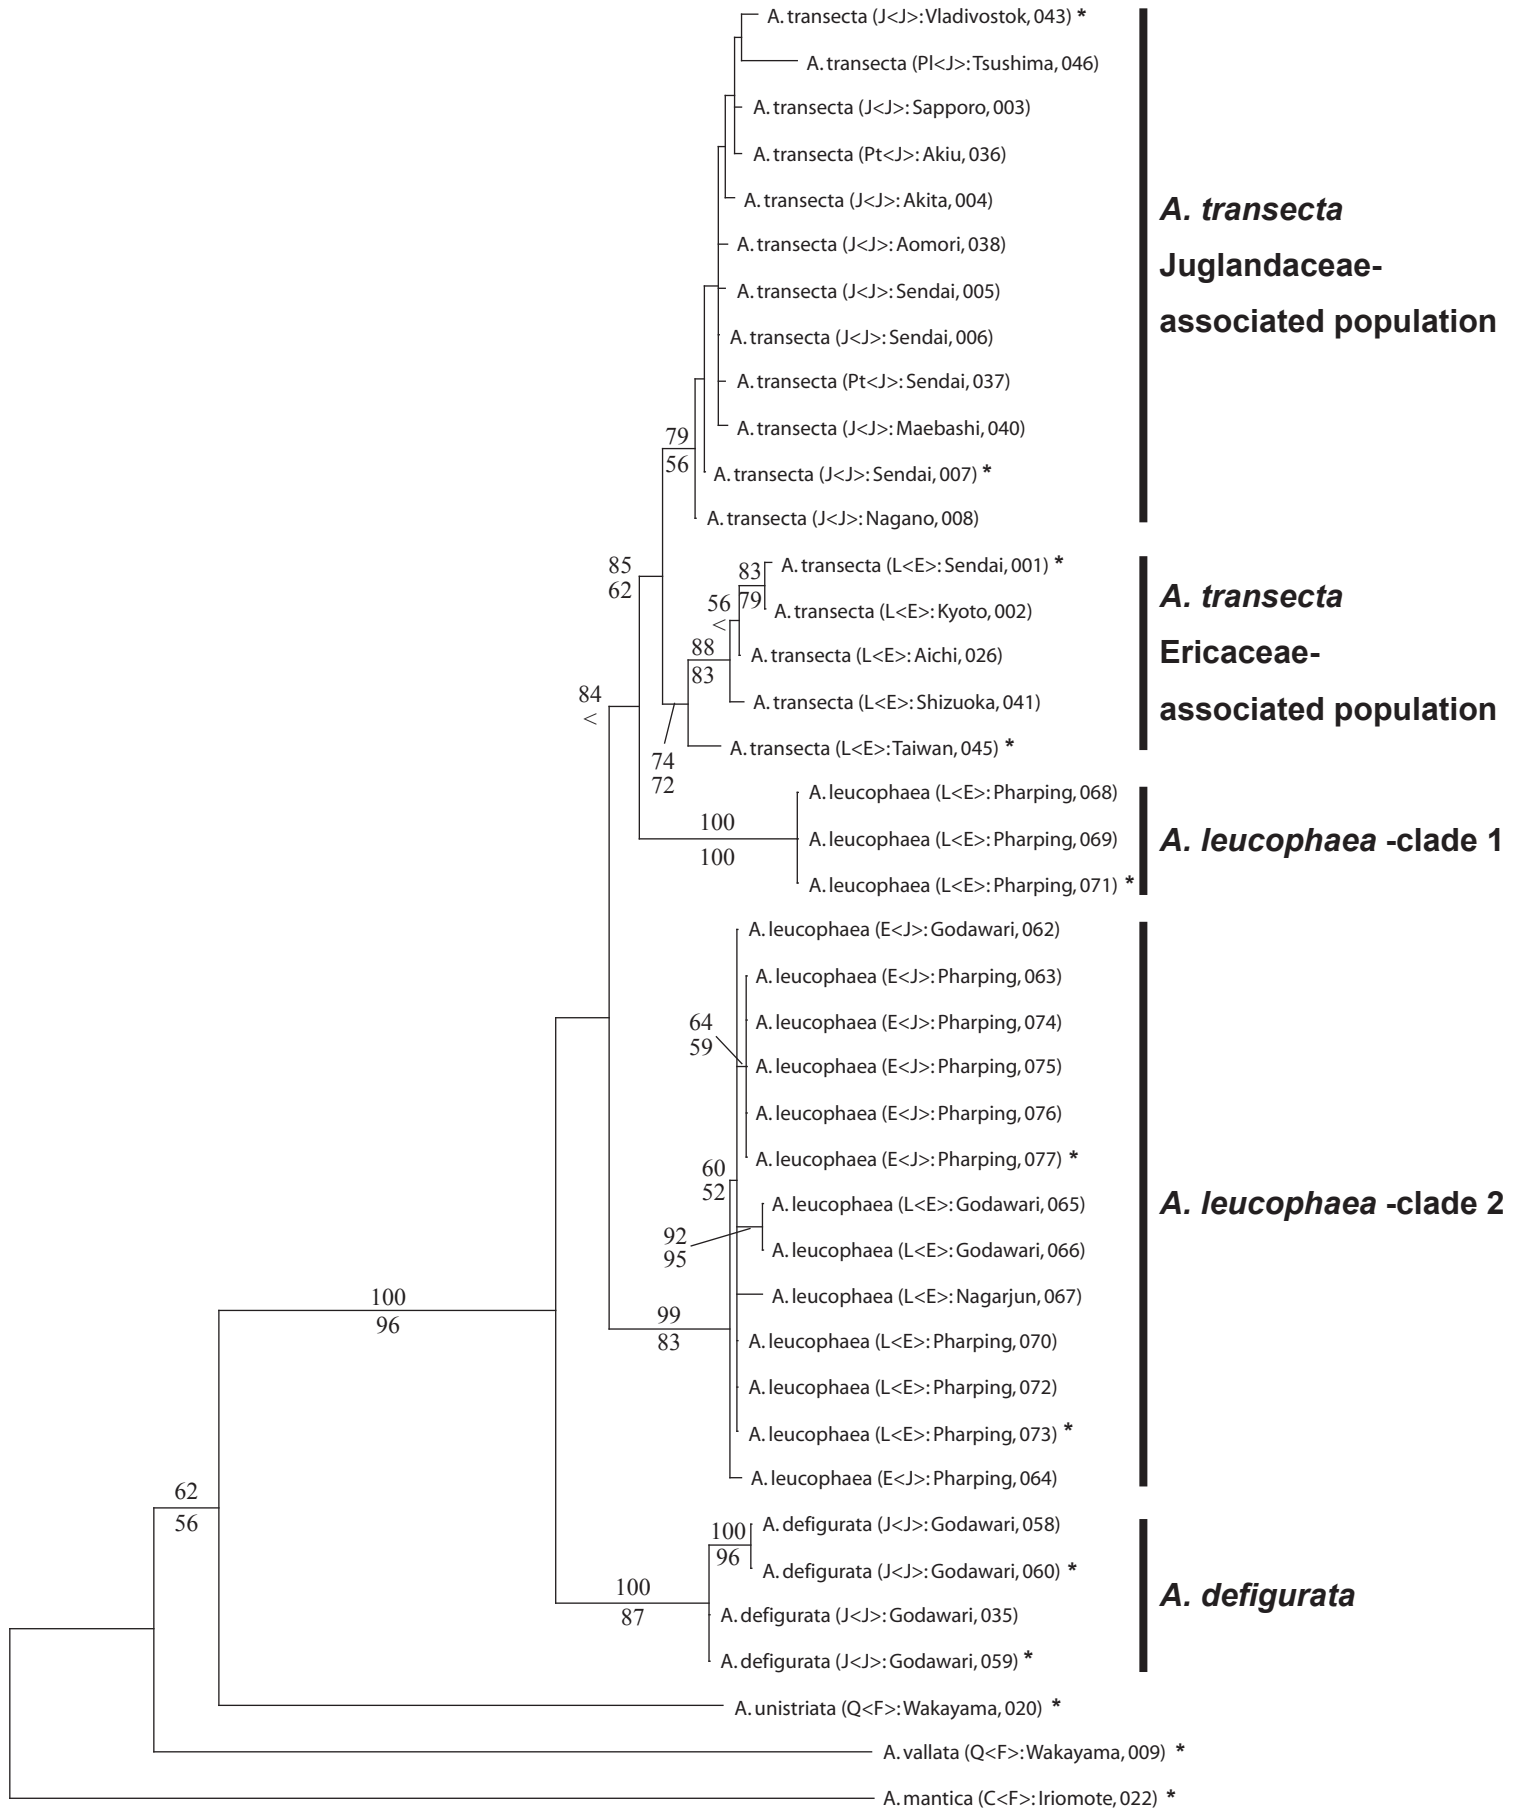 A. transecta (J<J>: Vladivostok, 043) *
A. transecta (Pl<J>: Tsushima, 046)
A. transecta (J<J>: Sapporo, 003)
A. transecta (Pt<J>: Akiu, 036)
A. transecta (J<J>: Akita, 004)
A. transecta (J<J>: Aomori, 038)
A. transecta (J<J>: Sendai, 005)
A. transecta (J<J>: Sendai, 006)
A. transecta (Pt<J>: Sendai, 037)
A. transecta (J<J>: Maebashi, 040)
A. transecta (J<J>: Sendai, 007) *
A. transecta (J<J>: Nagano, 008)
79
56
A. transecta
Juglandaceae-
associated population
85
62
A. transecta (L<E>: Sendai, 001) *
A. transecta (L<E>: Kyoto, 002)
A. transecta (L<E>: Aichi, 026)
A. transecta (L<E>: Shizuoka, 041)
A. transecta (L<E>: Taiwan, 045) *
83
79
56
<
88
83
74
72
A. transecta
Ericaceae-
associated population
84
<
A. leucophaea (L<E>: Pharping, 068)
A. leucophaea (L<E>: Pharping, 069)
A. leucophaea (L<E>: Pharping, 071) *
100
100
A. leucophaea -clade 1
A. leucophaea (E<J>: Godawari, 062)
A. leucophaea (E<J>: Pharping, 063)
A. leucophaea (E<J>: Pharping, 074)
A. leucophaea (E<J>: Pharping, 075)
A. leucophaea (E<J>: Pharping, 076)
A. leucophaea (E<J>: Pharping, 077) *
A. leucophaea (L<E>: Godawari, 065)
A. leucophaea (L<E>: Godawari, 066)
A. leucophaea (L<E>: Nagarjun, 067)
A. leucophaea (L<E>: Pharping, 070)
A. leucophaea (L<E>: Pharping, 072)
A. leucophaea (L<E>: Pharping, 073) *
A. leucophaea (E<J>: Pharping, 064)
64
59
60
52
92
95
99
83
A. leucophaea -clade 2
100
96
A. defigurata (J<J>: Godawari, 058)
A. defigurata (J<J>: Godawari, 060) *
A. defigurata (J<J>: Godawari, 035)
A. defigurata (J<J>: Godawari, 059) *
100
96
100
87
A. defigurata
62
56
A. unistriata (Q<F>: Wakayama, 020) *
A. vallata (Q<F>: Wakayama, 009) *
A. mantica (C<F>: Iriomote, 022) *